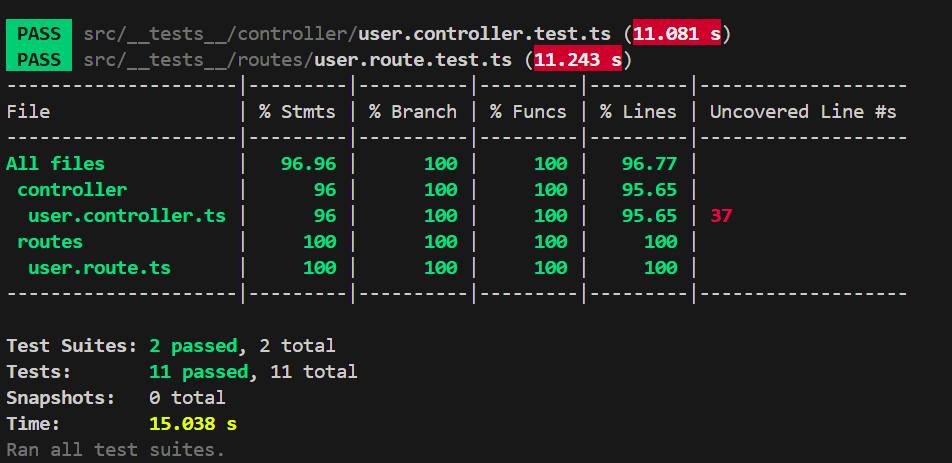 PASS src/__tests__/controller/user.controller.test.ts (11.081 s)
PASS src/__tests__/routes/user.route.test.ts (11.243 s)
---------------------|---------|----------|---------|---------|-------------------
File                 | % Stmts | % Branch | % Funcs | % Lines | Uncovered Line #s
---------------------|---------|----------|---------|---------|-------------------
All files            |   96.96 |      100 |     100 |   96.77 |
 controller          |      96 |      100 |     100 |   95.65 |
  user.controller.ts |      96 |      100 |     100 |   95.65 | 37
 routes              |     100 |      100 |     100 |     100 |
  user.route.ts      |     100 |      100 |     100 |     100 |
---------------------|---------|----------|---------|---------|-------------------
Test Suites: 2 passed, 2 total
Tests:       11 passed, 11 total
Snapshots:   0 total
Time:        15.038 s
Ran all test suites.